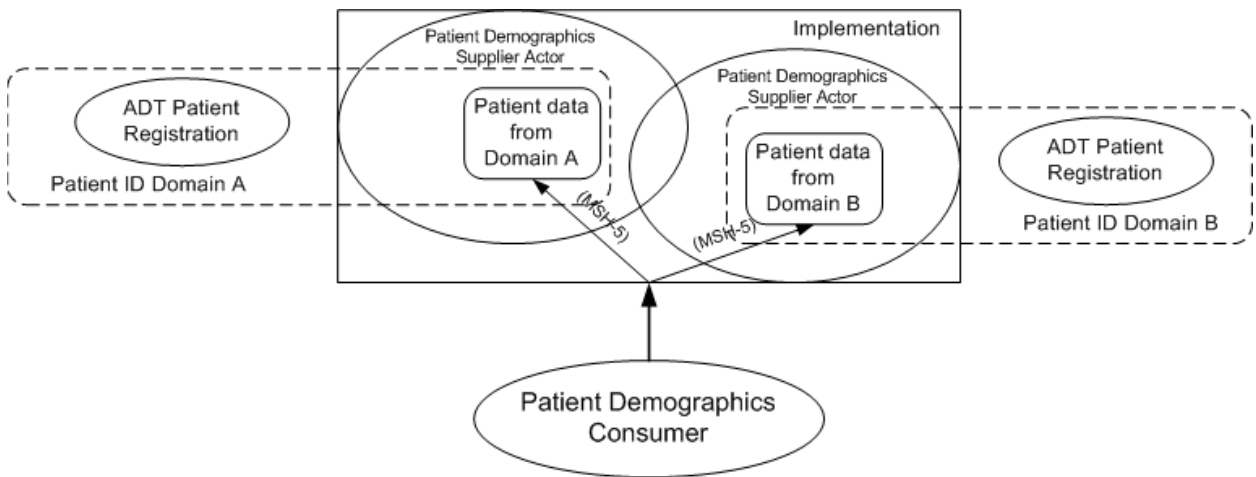 Implementation
Patient Demographics
Supplier Actor
Patient Demographics
Supplier Actor
ADT Patient
Registration
Patient ID Domain A
Patient data
from
Domain A
Patient data
from
Domain B
ADT Patient
Registration
Patient ID Domain B
(MSH-5)
(MSH-5)
Patient Demographics
Consumer